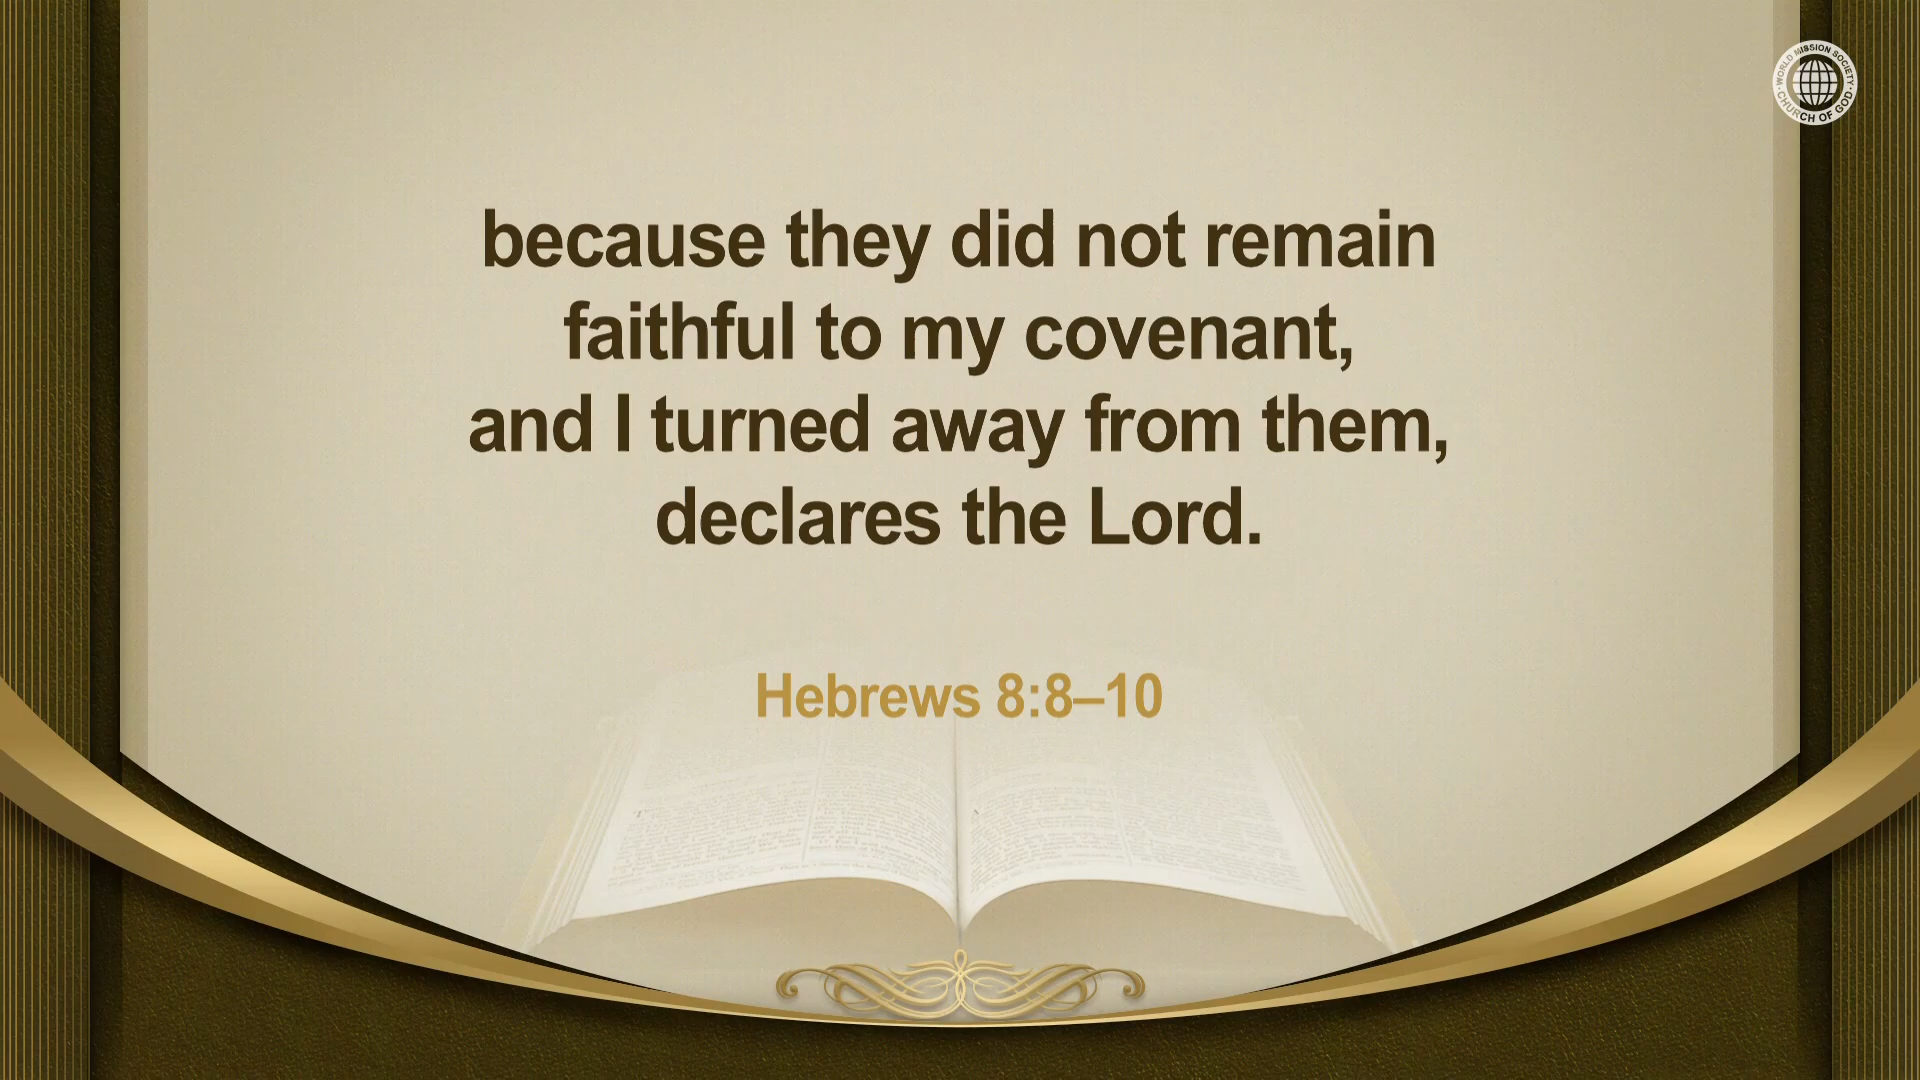 WORLD MISSION SOCIETY
CHURCH OF GOD
because they did not remain
faithful to my covenant,
and I turned away from them,
declares the Lord.
Hebrews 8:8–10